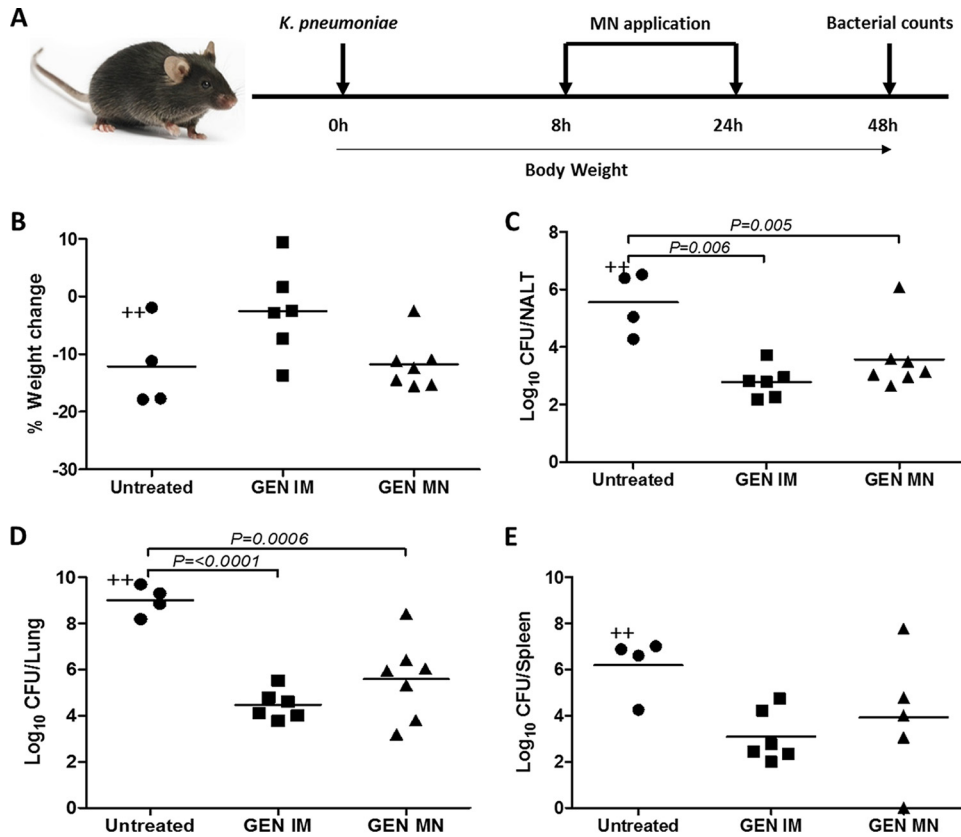 A
K. pneumoniae
MN application
Bacterial counts
0h
8h
24h
48h
Body Weight
B
% Weight change
10
0
-10
-20
-30
++
Untreated
GEN IM
GEN MN
C
Log10 CFU/NALT
8
6
4
2
0
++
P=0.005
P=0.006
Untreated
GEN IM
GEN MN
D
Log10 CFU/Lung
10
8
6
4
2
0
++
P=0.0006
P=<0.0001
Untreated
GEN IM
GEN MN
E
Log10 CFU/Spleen
10
8
6
4
2
0
++
Untreated
GEN IM
GEN MN